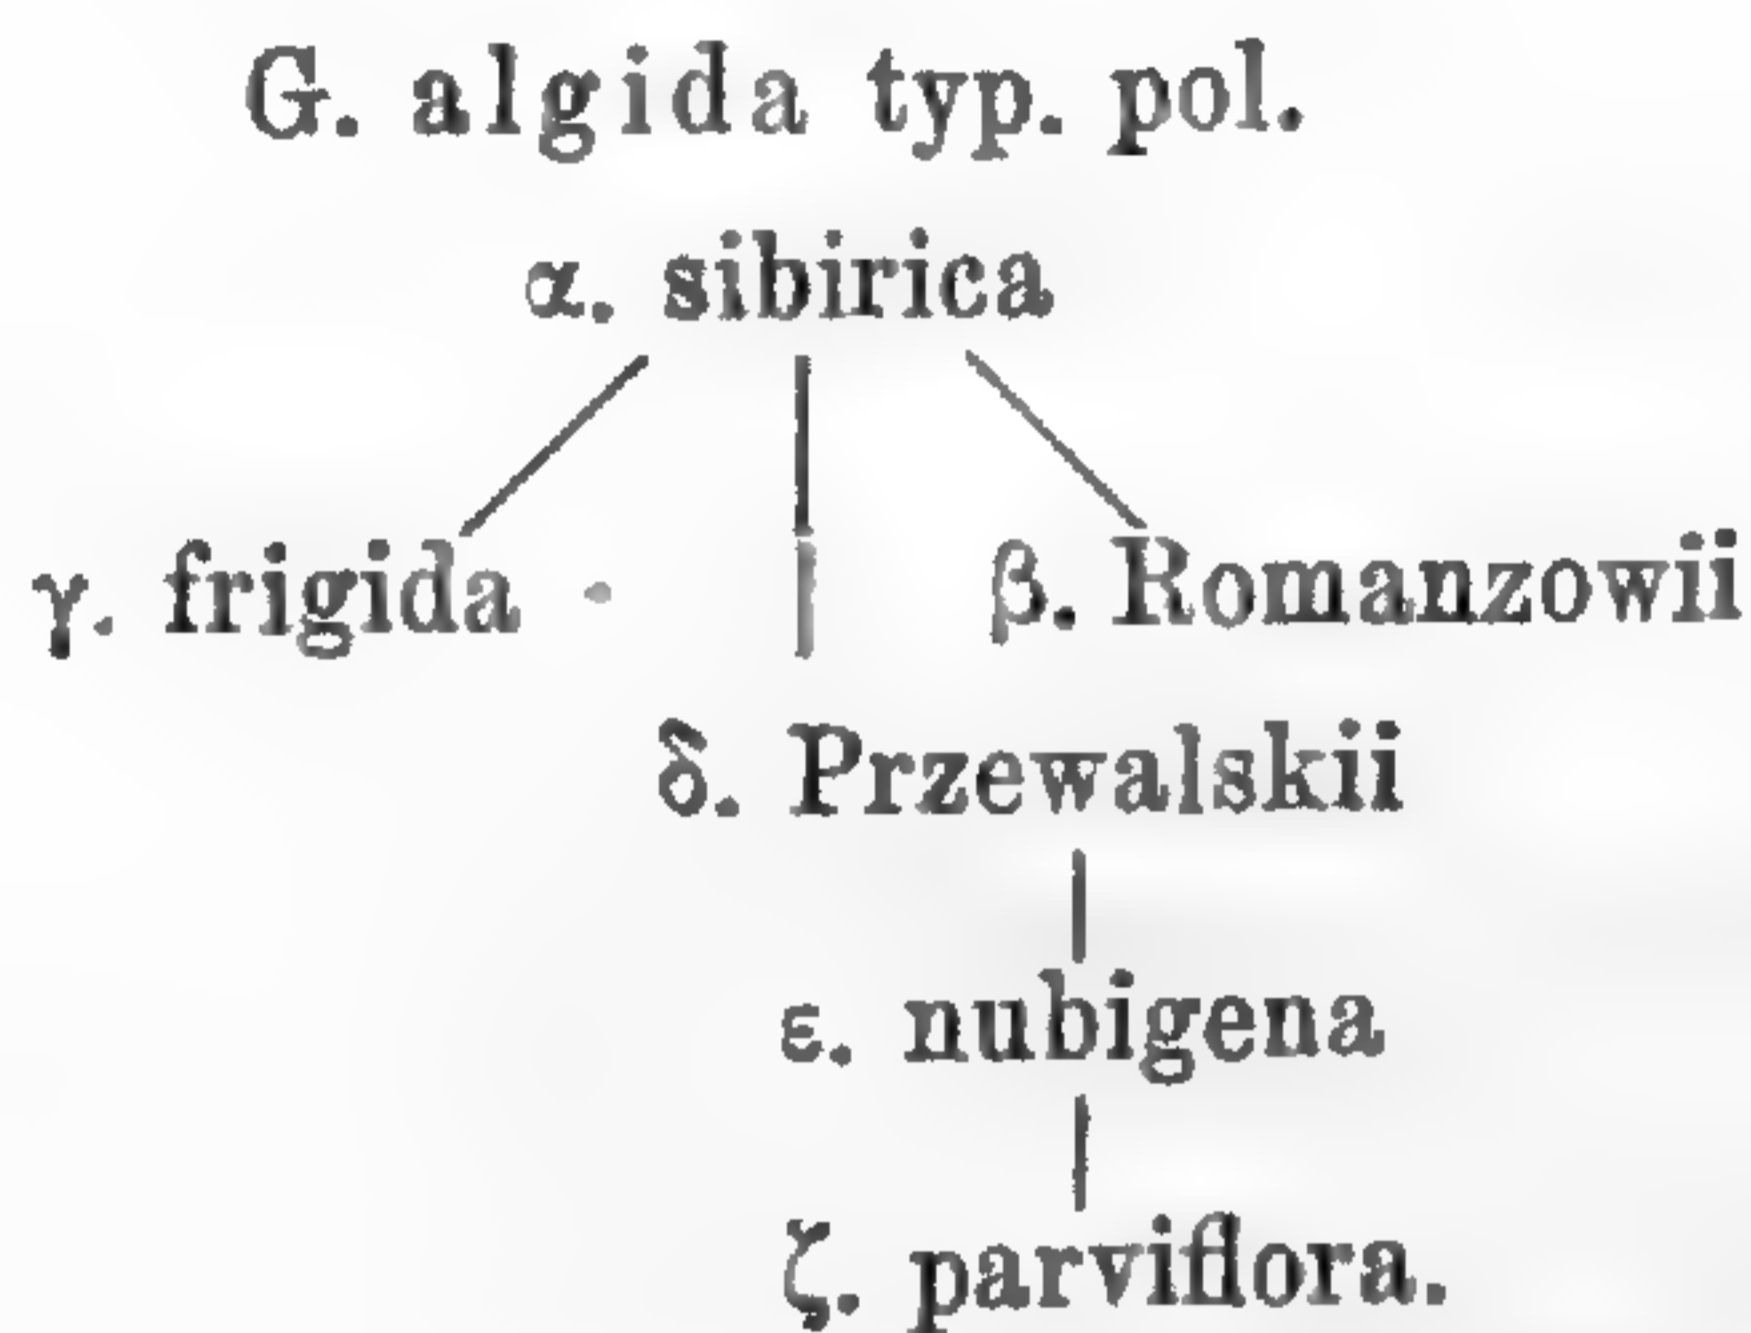 G. algida typ. pol.
α. sibirica
γ. frigida β. Romanzowii
δ. Przewalskii
ε. nubigena
ζ. parviflora.